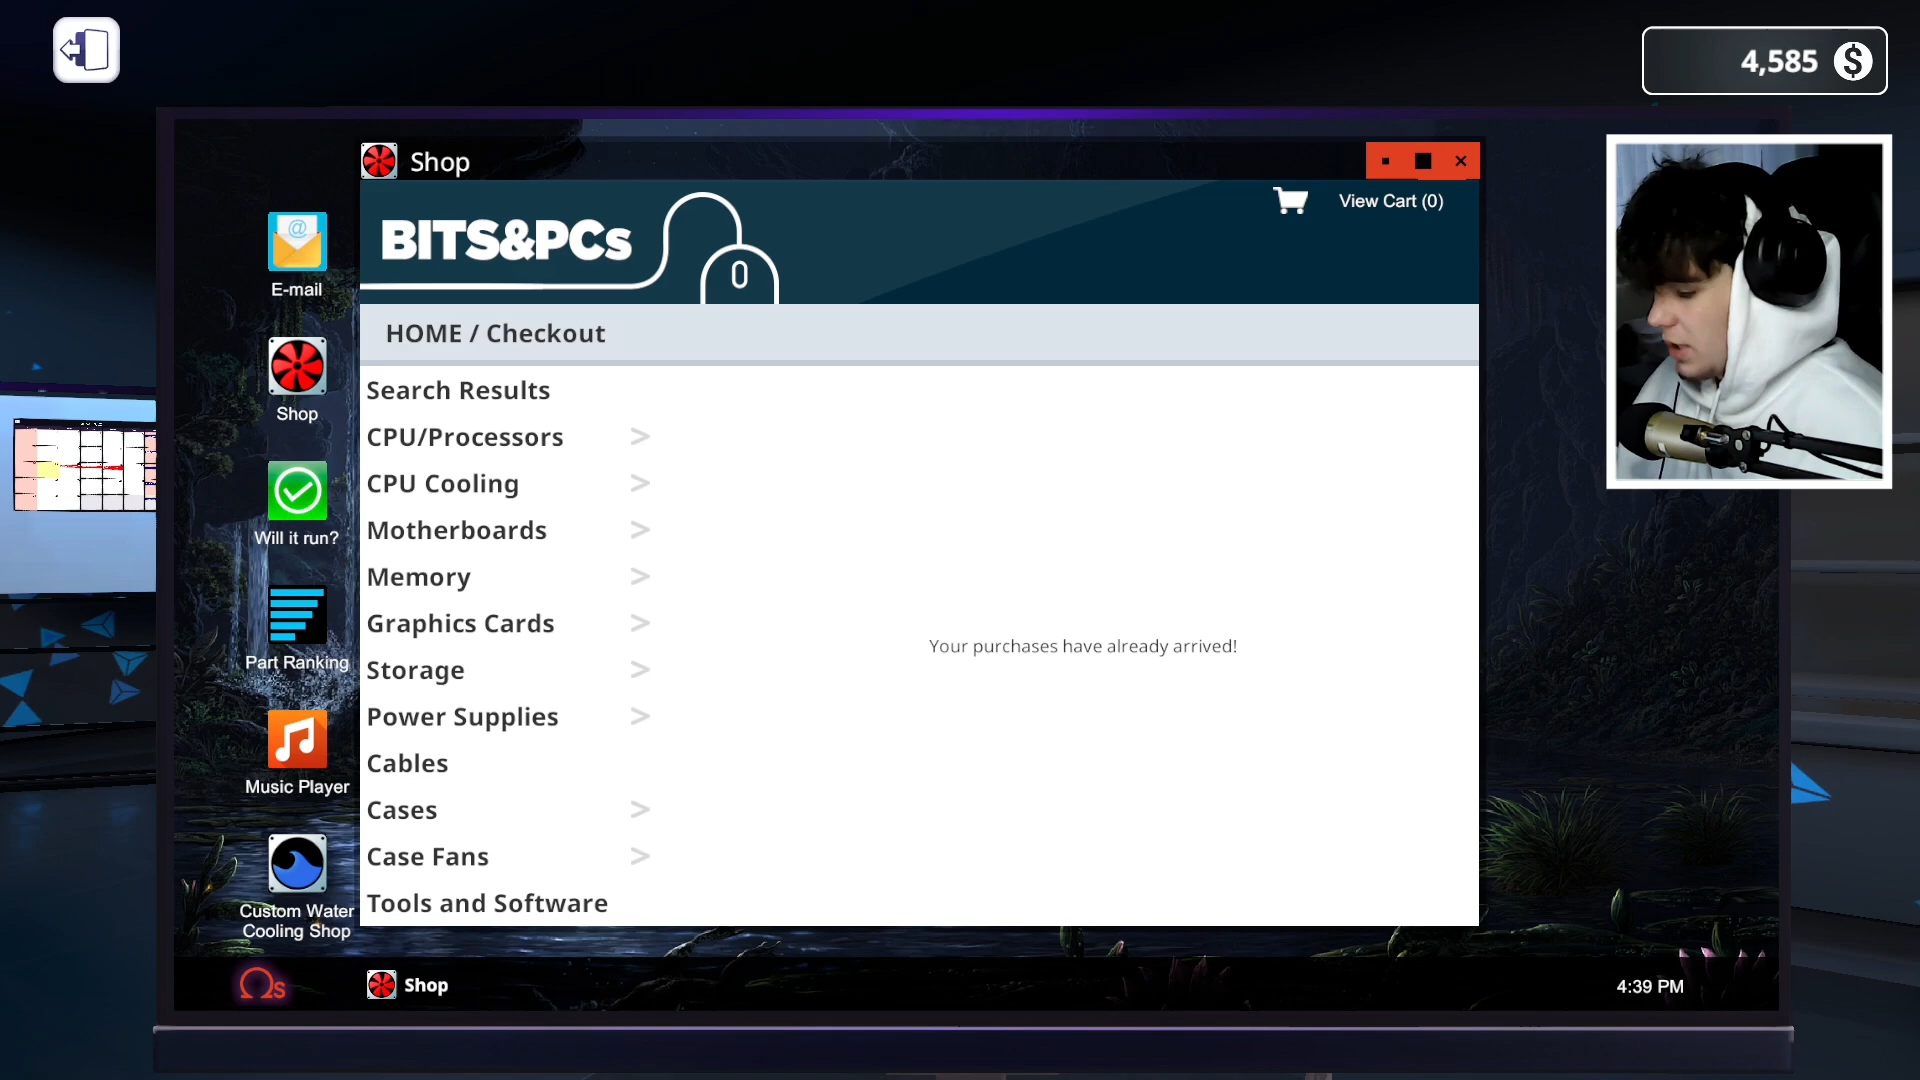 4,585
Shop
View Cart (0)
BITS&PCs
HOME / Checkout
E-mail
Shop
Will it run?
Part Ranking
Music Player
Custom Water
Cooling Shop
Search Results
CPU/Processors >
CPU Cooling >
Motherboards >
Memory >
Graphics Cards >
Storage >
Power Supplies >
Cables
Cases >
Case Fans >
Tools and Software
Your purchases have already arrived!
Ωs
Shop
4:39 PM